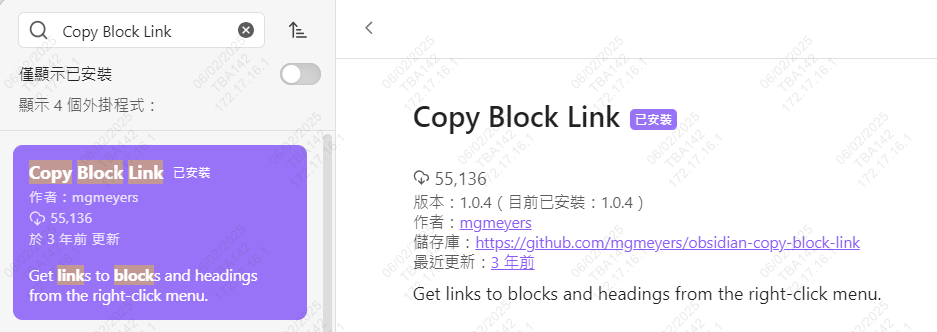 Copy Block Link
僅顯示已安裝
顯示 4 個外掛程式：
Copy Block Link 已安裝
作者：mgmeyers
55,136
於 3 年前 更新
Get links to blocks and headings
from the right-click menu.
Copy Block Link 已安裝
55,136
版本：1.0.4（目前已安裝：1.0.4）
作者：mgmeyers
儲存庫：https://github.com/mgmeyers/obsidian-copy-block-link
最近更新：3 年前
Get links to blocks and headings from the right-click menu.
06/02/2025
TBA142
172.17.16.1